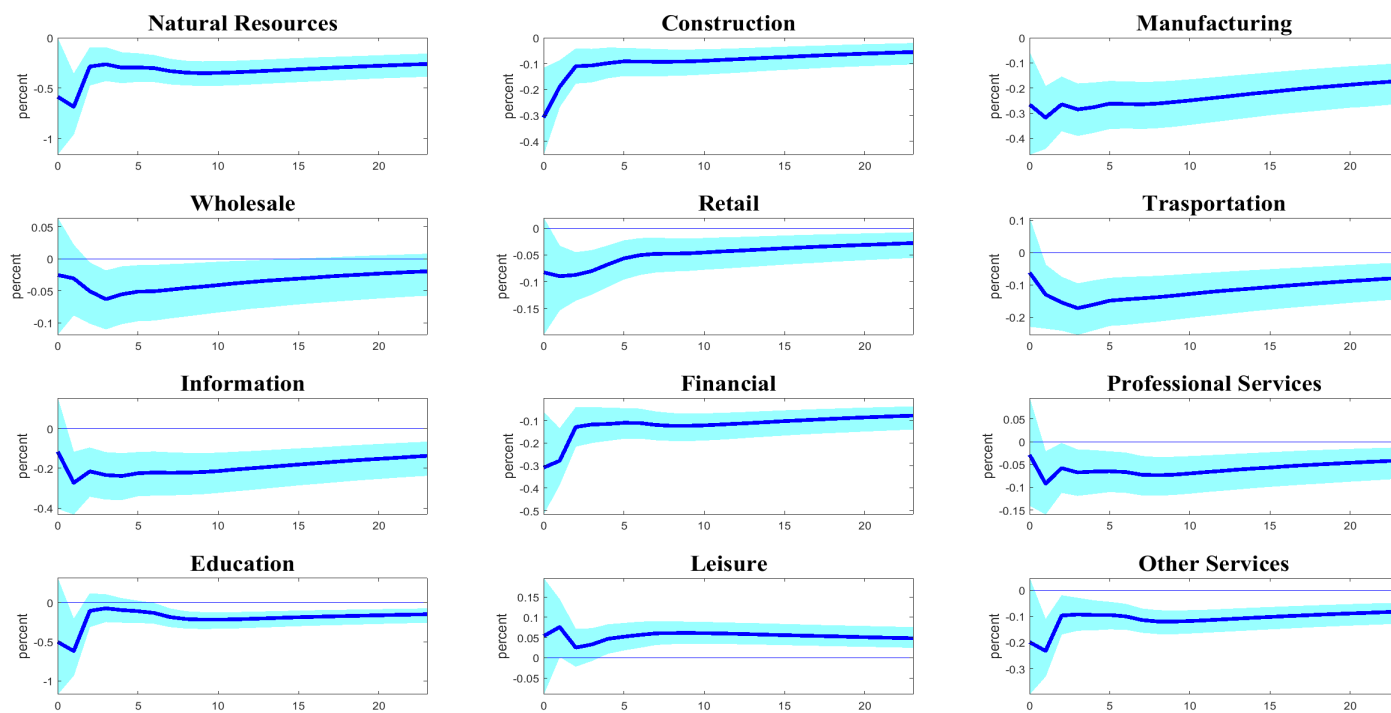 Natural Resources
percent
0
-0.5
-1
0 5 10 15 20
Construction
percent
0
-0.1
-0.2
-0.3
-0.4
0 5 10 15 20
Manufacturing
percent
0
-0.1
-0.2
-0.3
-0.4
0 5 10 15 20
Wholesale
percent
0.05
0
-0.05
-0.1
0 5 10 15 20
Retail
percent
0
-0.05
-0.1
-0.15
0 5 10 15 20
Trasportation
percent
0.1
0
-0.1
-0.2
0 5 10 15 20
Information
percent
0
-0.2
-0.4
0 5 10 15 20
Financial
percent
-0.1
-0.2
-0.3
-0.4
-0.5
0 5 10 15 20
Professional Services
percent
0.05
0
-0.05
-0.1
-0.15
0 5 10 15 20
Education
percent
0
-0.5
-1
0 5 10 15 20
Leisure
percent
0.15
0.1
0.05
0
-0.05
0 5 10 15 20
Other Services
percent
0
-0.1
-0.2
-0.3
0 5 10 15 20